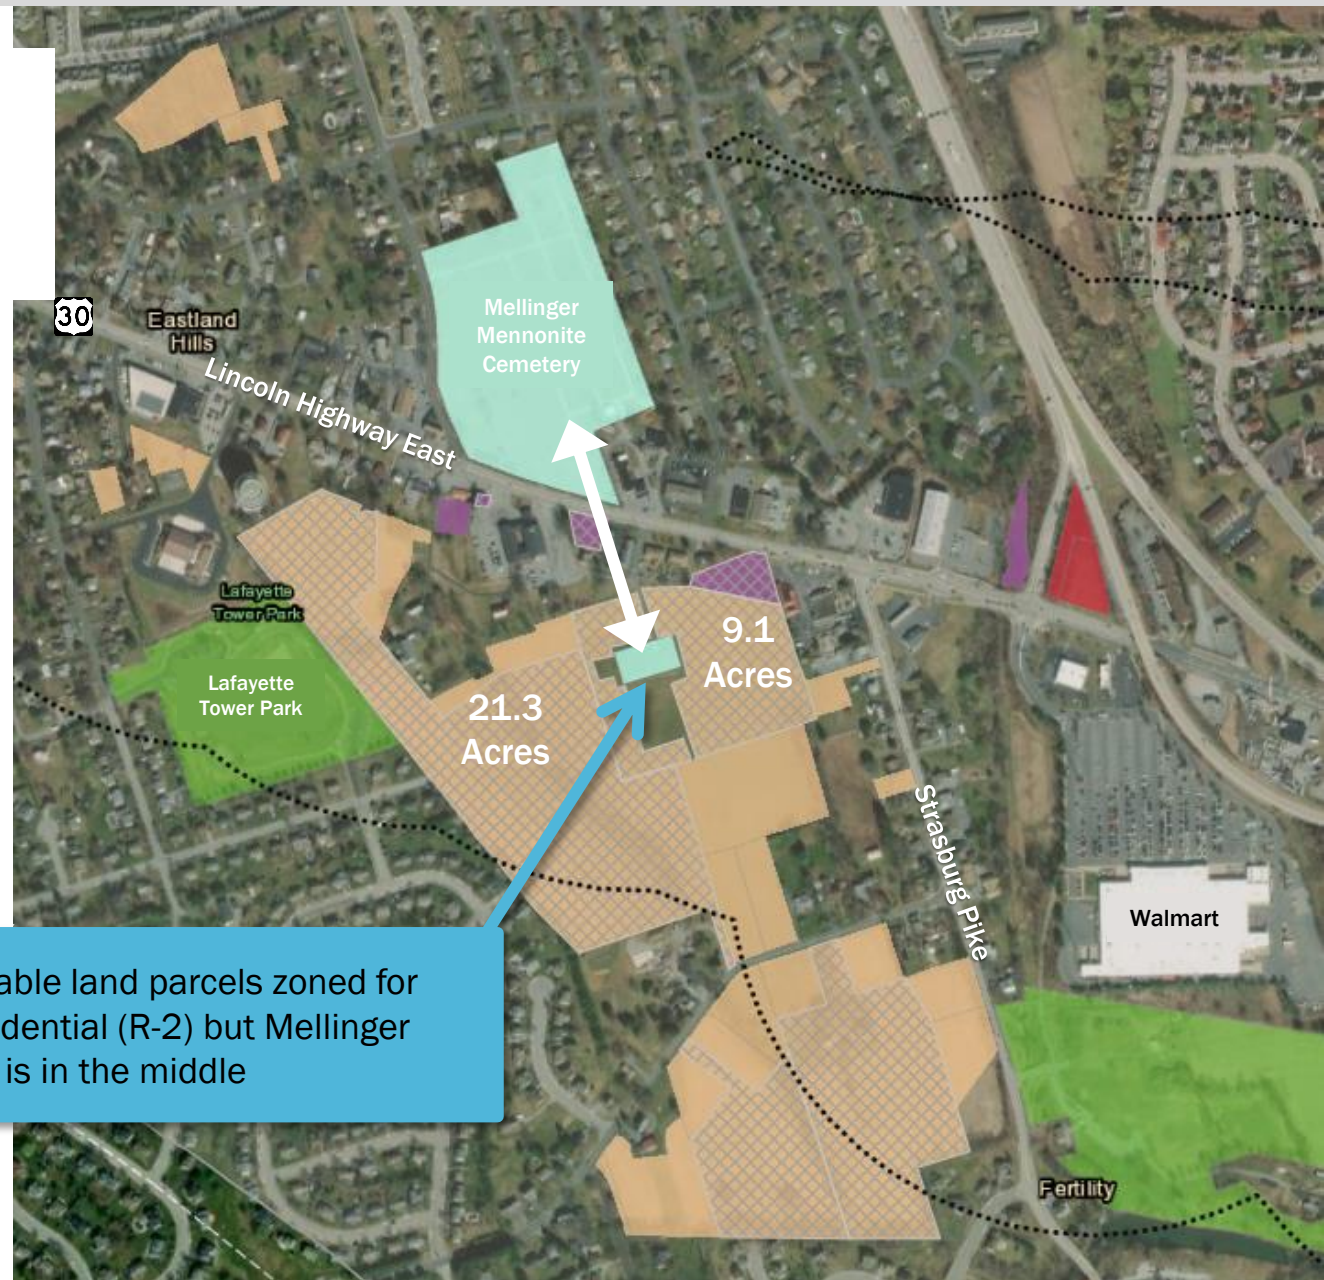 Mellinger
Mennonite
Cemetery
30
Eastland
Hills
Lincoln Highway East
Lafayette
Tower Park
Lafayette
Tower Park
9.1
Acres
21.3
Acres
Strasburg Pike
Walmart
able land parcels zoned for
dential (R-2) but Mellinger
is in the middle
Fertility